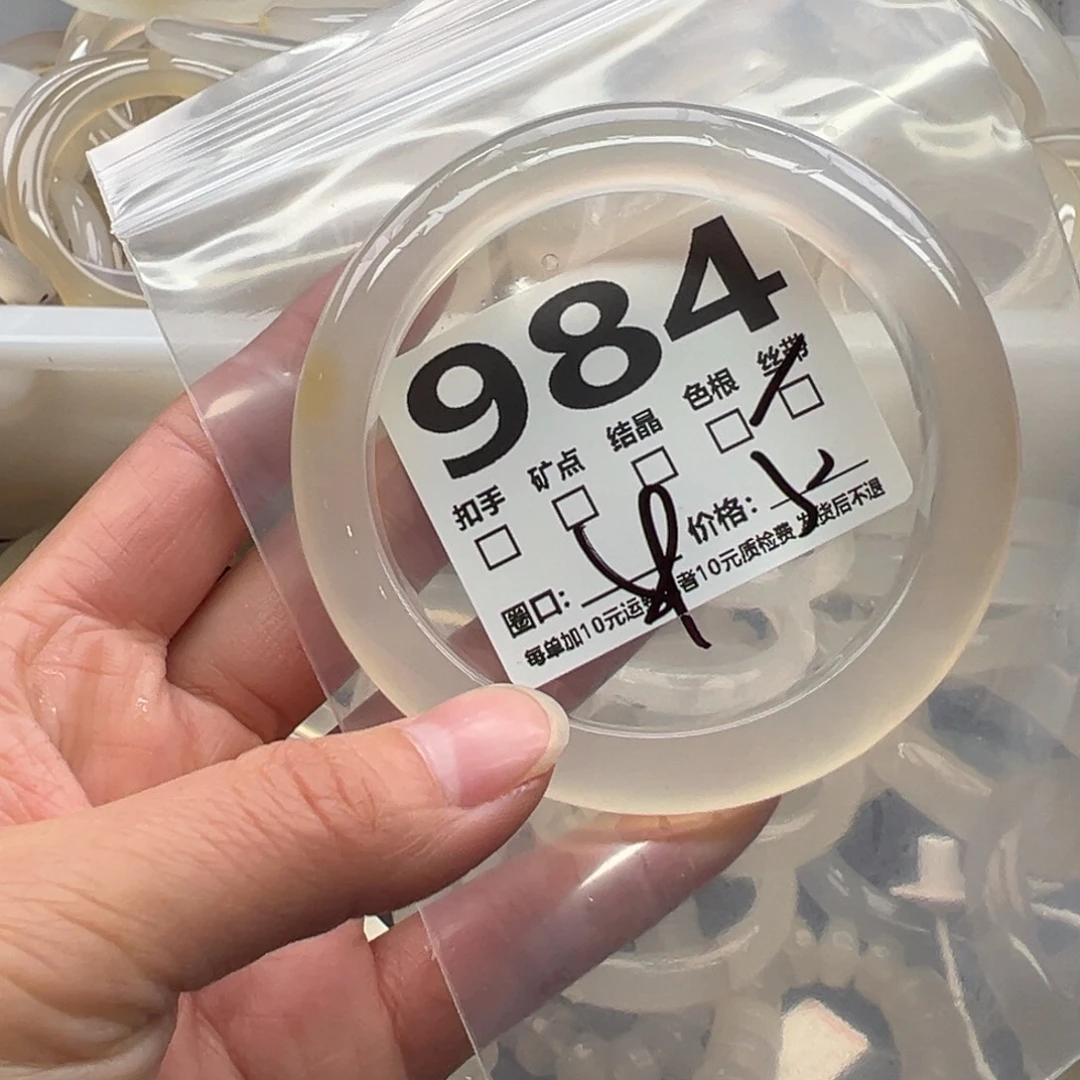 984
扣手 矿点 结晶 色根 丝带
圈口: 价格:
每单加10元运 者10元质检费 发货后不退